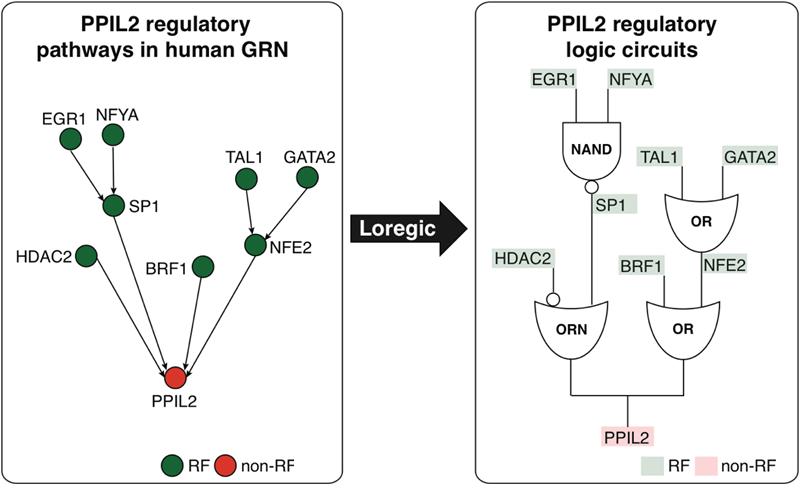 PPIL2 regulatory
pathways in human GRN
EGR1
NFYA
TAL1
GATA2
SP1
HDAC2
BRF1
NFE2
PPIL2
RF
non-RF
Loregic
PPIL2 regulatory
logic circuits
EGR1
NFYA
NAND
TAL1
GATA2
SP1
OR
HDAC2
BRF1
NFE2
ORN
OR
PPIL2
RF
non-RF